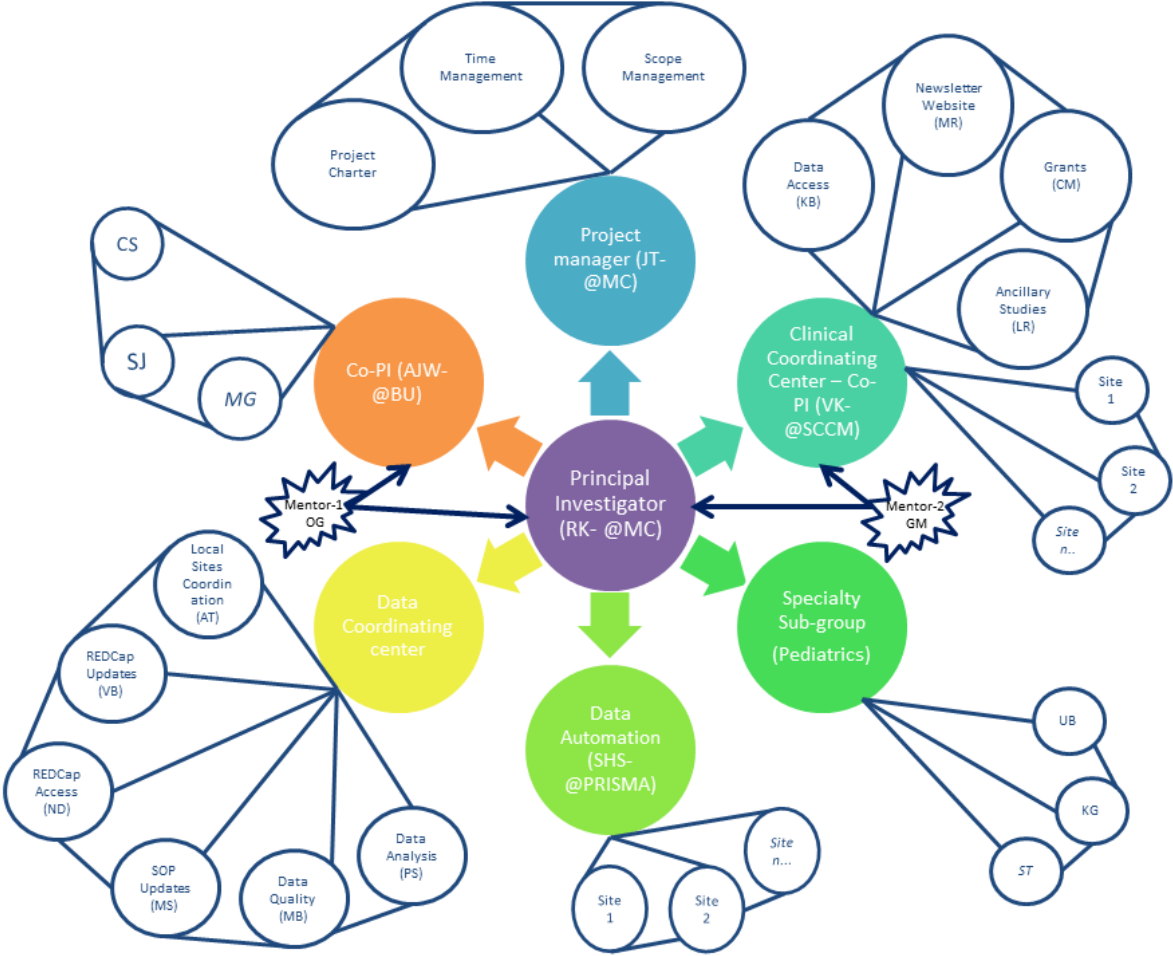 Time
Management
Scope
Management
Project
Charter
Project
manager (JT-
@MC)
Newsletter
Website
(MR)
Data
Access
(KB)
Grants
(CM)
Ancillary
Studies
(LR)
CS
SJ
MG
Co-PI (AJW-
@BU)
Clinical
Coordinating
Center – Co-
PI (VK-
@SCCM)
Site
1
Site
2
Site
n..
Mentor-1
OG
Principal
Investigator
(RK- @MC)
Mentor-2
GM
Local
Sites
Coordin
ation
(AT)
REDCap
Updates
(VB)
REDCap
Access
(ND)
SOP
Updates
(MS)
Data
Quality
(MB)
Data
Analysis
(PS)
Data
Coordinating
center
Data
Automation
(SHS-
@PRISMA)
Site
1
Site
2
Site
n...
Specialty
Sub-group
(Pediatrics)
UB
KG
ST